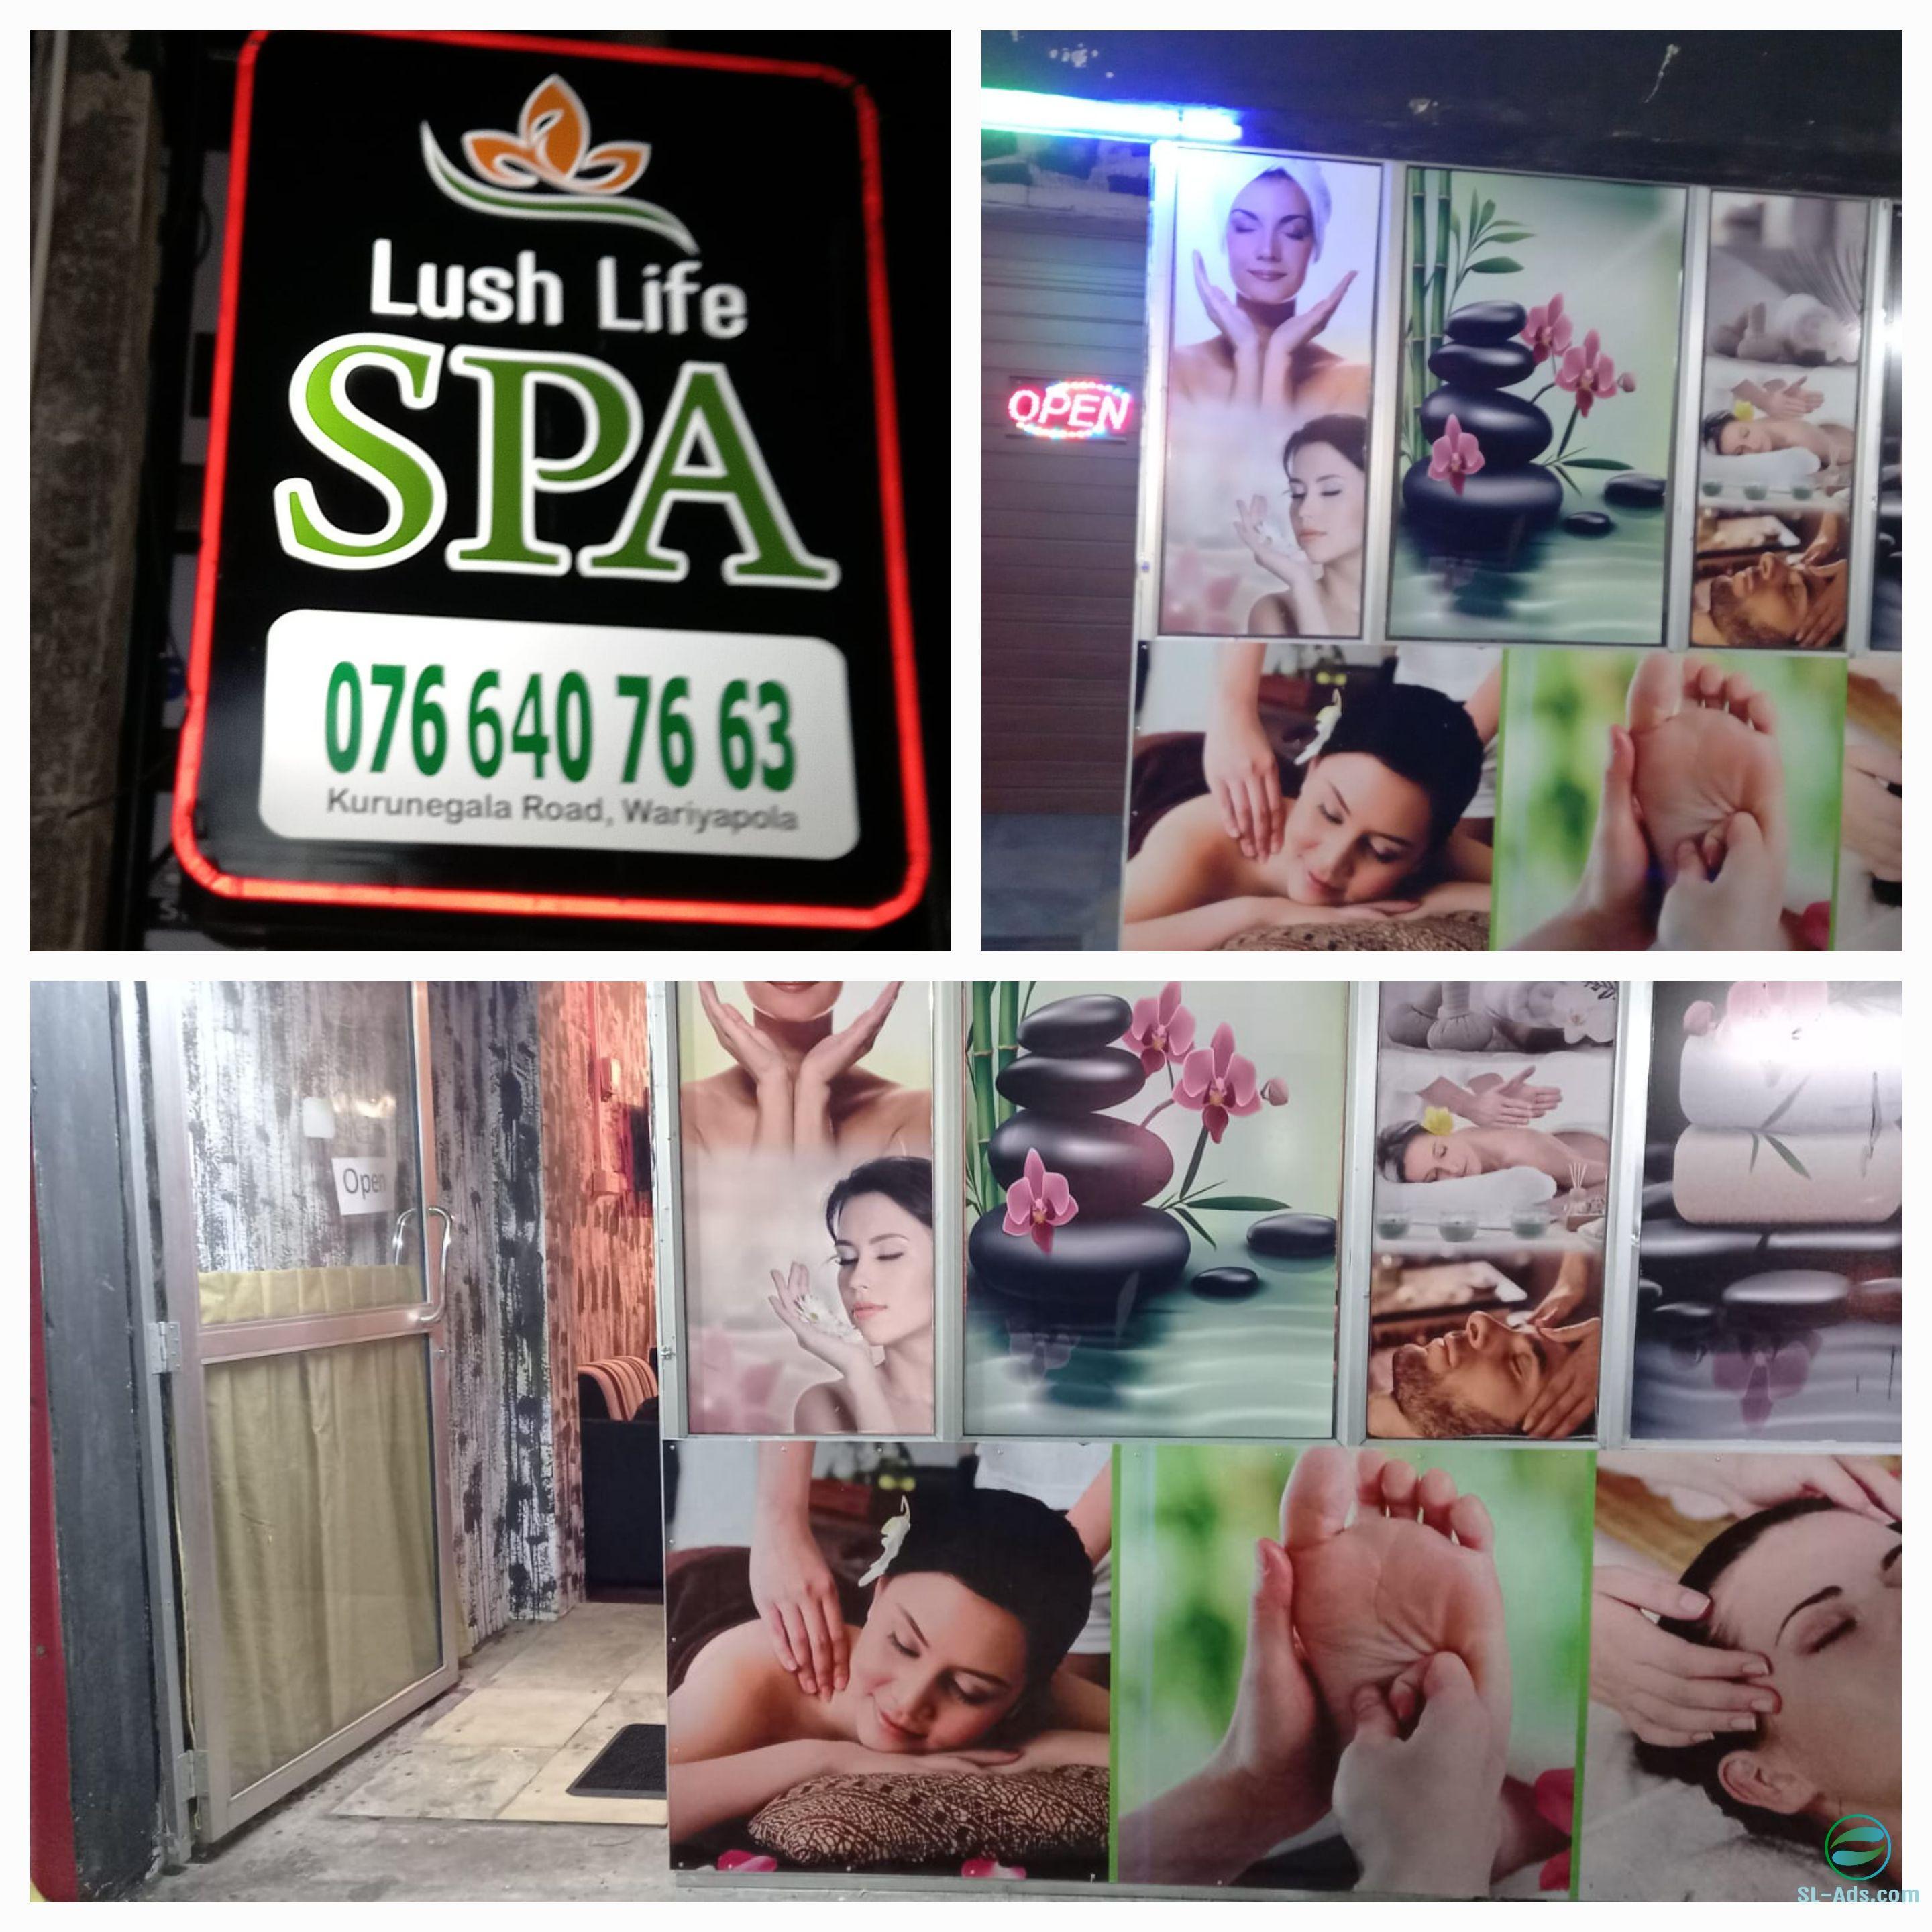 Lush Life
SPA
076 640 76 63
Kurunegala Road, Wariyapola
OPEN
Open
SL-Ads.com